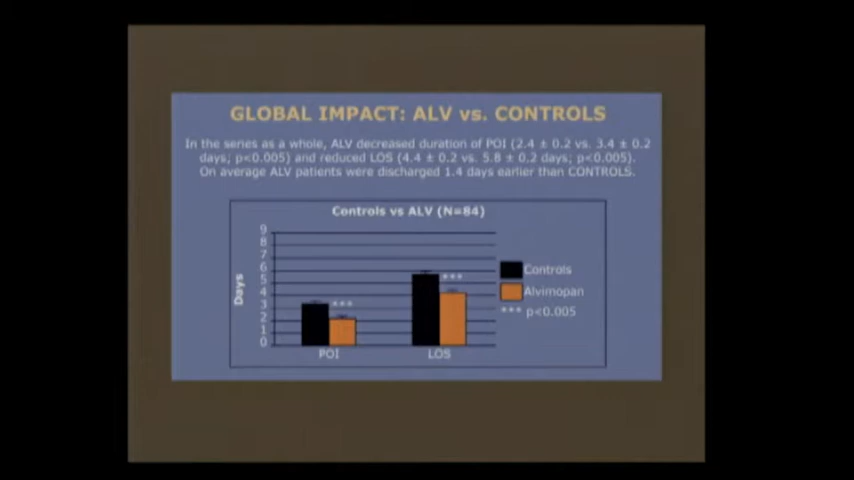 GLOBAL IMPACT: ALV vs. CONTROLS
In the series as a whole, ALV decreased duration of POI (2.4 ± 0.2 vs. 3.4 ± 0.2
days; p<0.005) and reduced LOS (4.4 ± 0.2 vs. 5.8 ± 0.2 days; p<0.005).
On average ALV patients were discharged 1.4 days earlier than CONTROLS.
Controls vs ALV (N=84)
9
8
7
6
5
4
3
2
1
0
Days
***
***
POI
LOS
Controls
Alvimopan
*** p<0.005